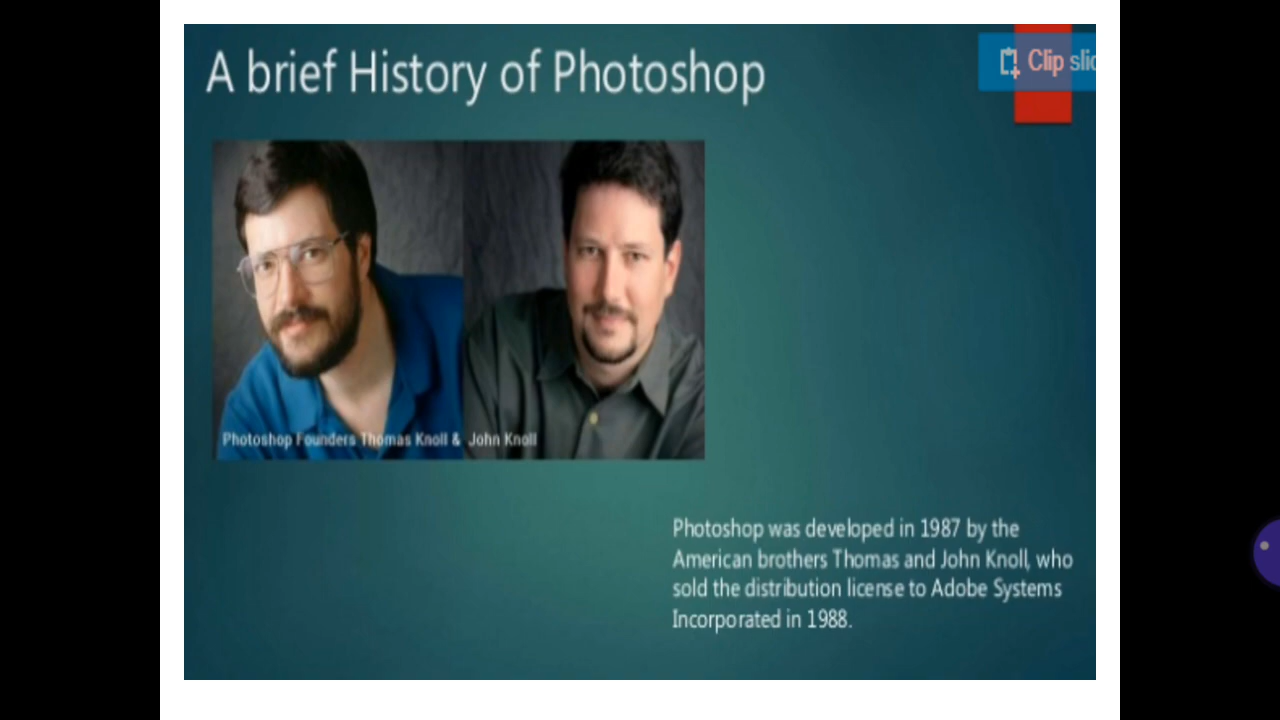 A brief History of Photoshop
Clip
Photoshop Founders Thomas Knoll & John Knoll
Photoshop was developed in 1987 by the
American brothers Thomas and John Knoll, who
sold the distribution license to Adobe Systems
Incorporated in 1988.